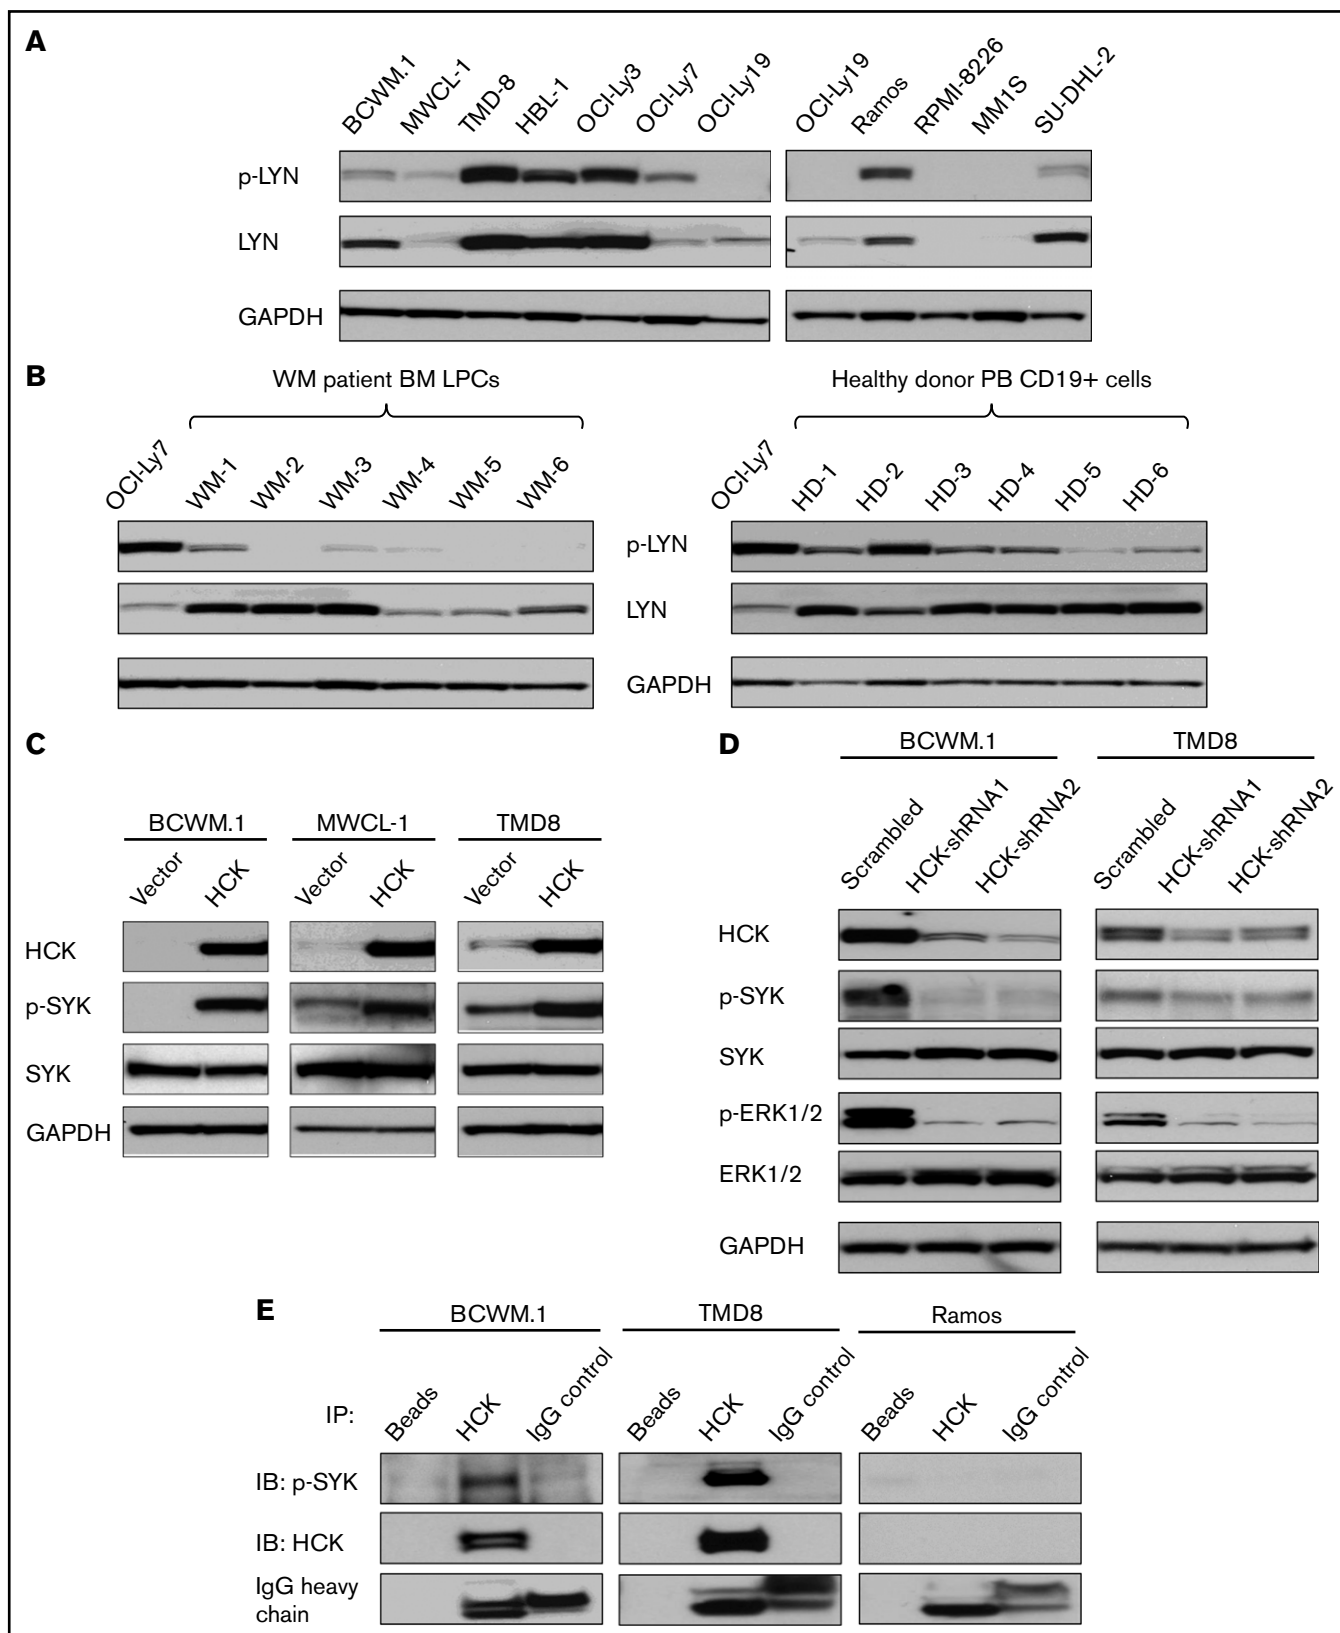 A
BCWM.1 MWCL-1 TMD-8 HBL-1 OCI-Ly3 OCI-Ly7 OCI-Ly19 OCI-Ly19 Ramos RPMI-8226 MM1S SU-DHL-2
p-LYN
LYN
GAPDH
B
WM patient BM LPCs Healthy donor PB CD19+ cells
OCI-Ly7 WM-1 WM-2 WM-3 WM-4 WM-5 WM-6 OCI-Ly7 HD-1 HD-2 HD-3 HD-4 HD-5 HD-6
p-LYN
LYN
GAPDH
C
BCWM.1 MWCL-1 TMD8
Vector HCK Vector HCK Vector HCK
HCK
p-SYK
SYK
GAPDH
D
BCWM.1 TMD8
Scrambled HCK-shRNA1 HCK-shRNA2 Scrambled HCK-shRNA1 HCK-shRNA2
HCK
p-SYK
SYK
p-ERK1/2
ERK1/2
GAPDH
E
BCWM.1 TMD8 Ramos
IP: Beads HCK IgG control Beads HCK IgG control Beads HCK IgG control
IB: p-SYK
IB: HCK
IgG heavy
chain